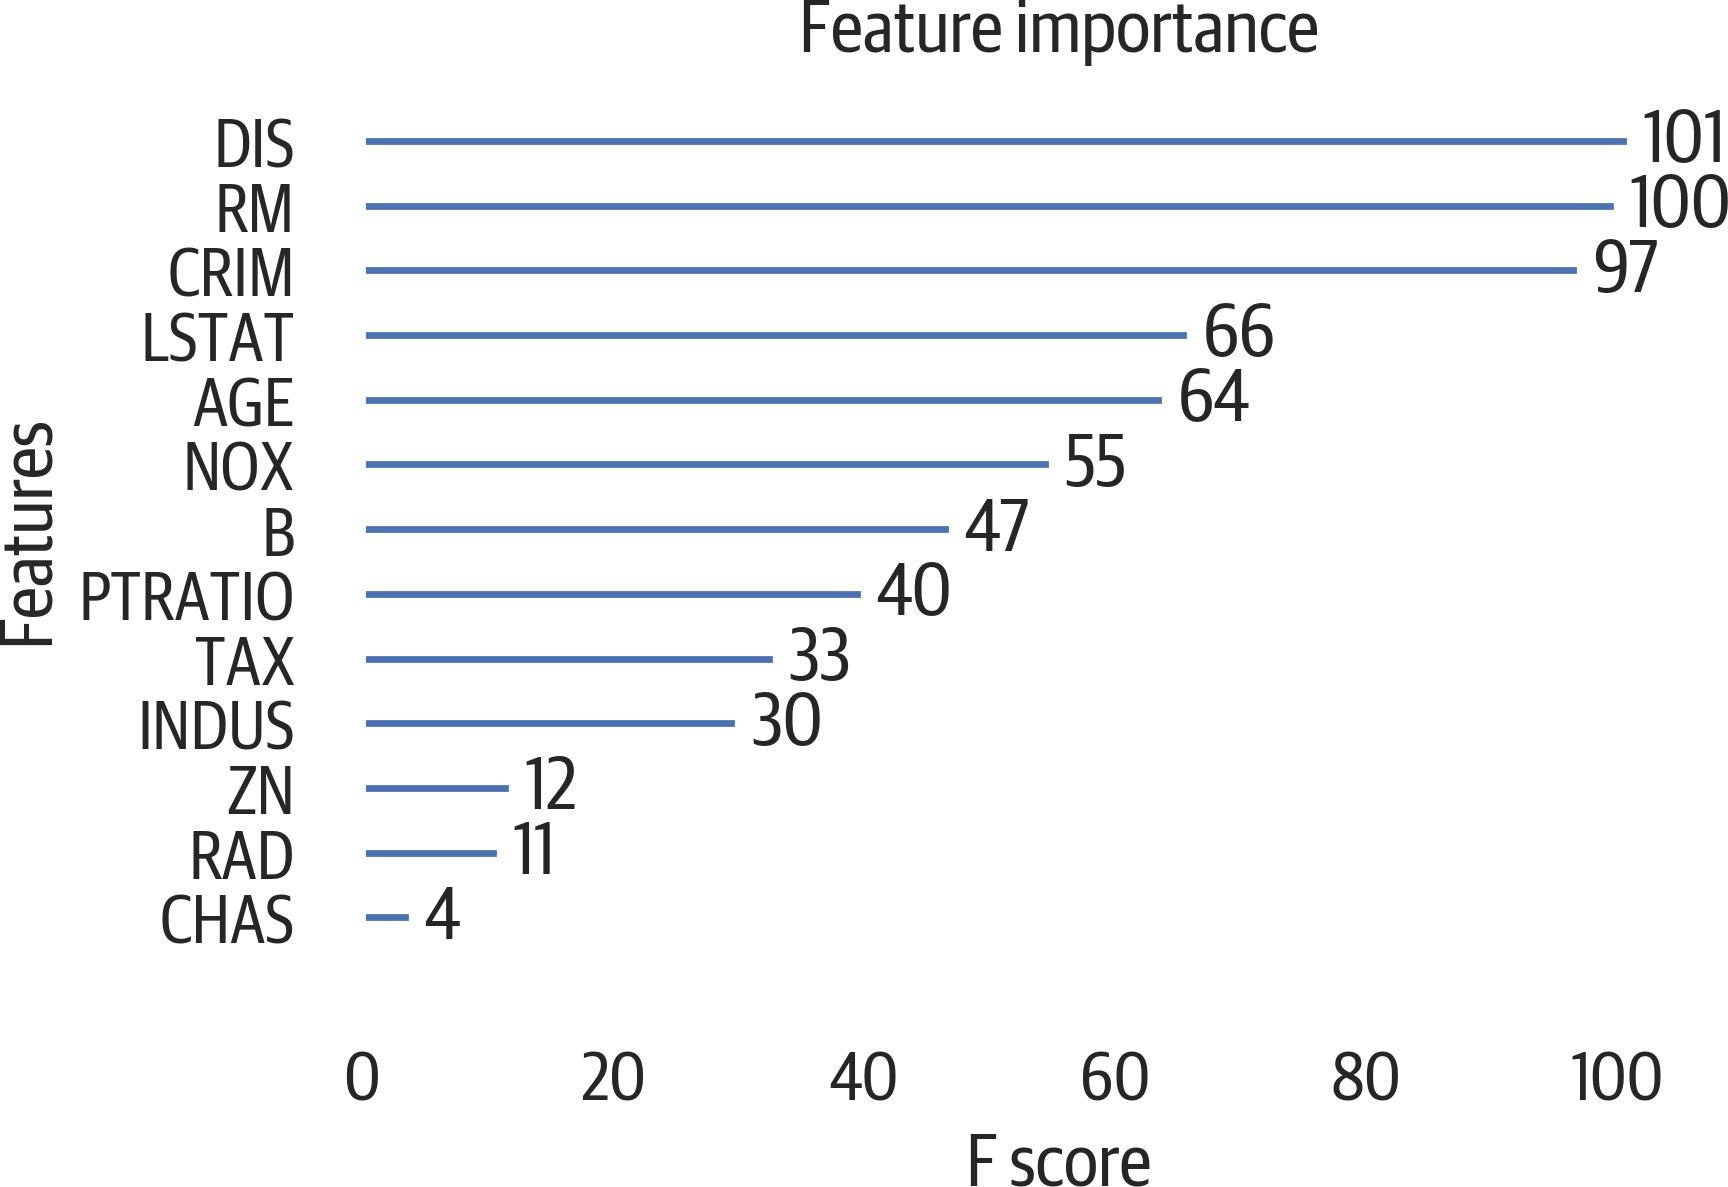 Feature importance
DIS 101
RM 100
CRIM 97
LSTAT 66
AGE 64
NOX 55
B 47
PTRATIO 40
TAX 33
INDUS 30
ZN 12
RAD 11
CHAS 4
Features
0 20 40 60 80 100
F score